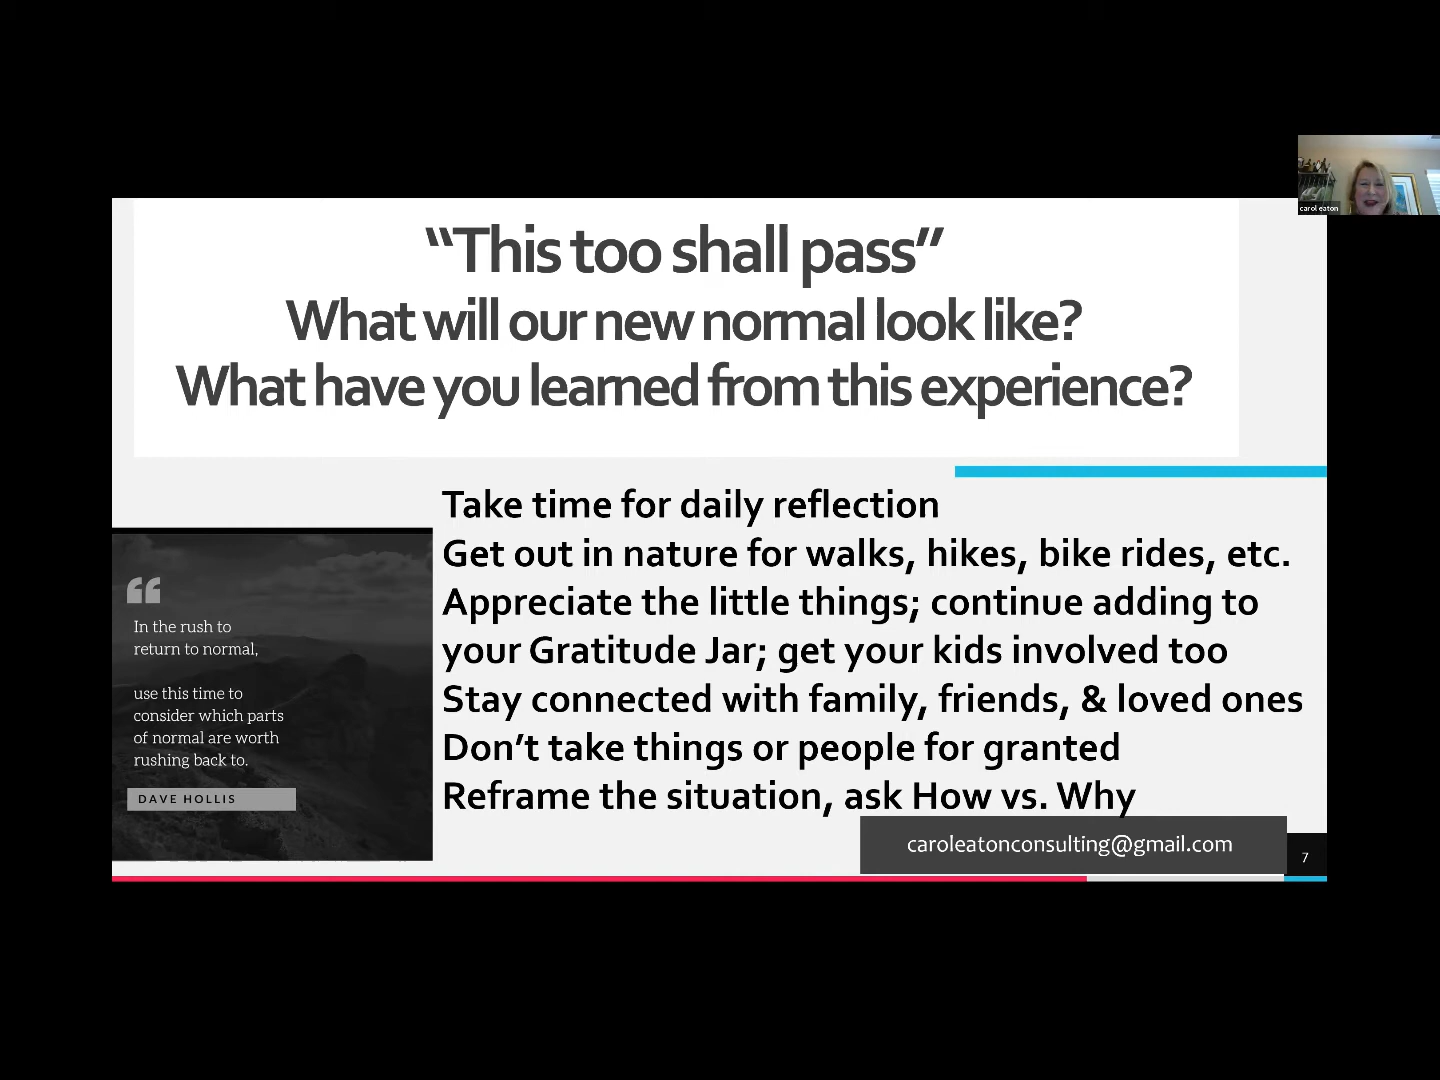 carol eaton
“This too shall pass”
What will our new normal look like?
What have you learned from this experience?
Take time for daily reflection
Get out in nature for walks, hikes, bike rides, etc.
Appreciate the little things; continue adding to
your Gratitude Jar; get your kids involved too
Stay connected with family, friends, & loved ones
Don’t take things or people for granted
Reframe the situation, ask How vs. Why
“
In the rush to
return to normal,
use this time to
consider which parts
of normal are worth
rushing back to.
DAVE HOLLIS
caroleatonconsulting@gmail.com
7